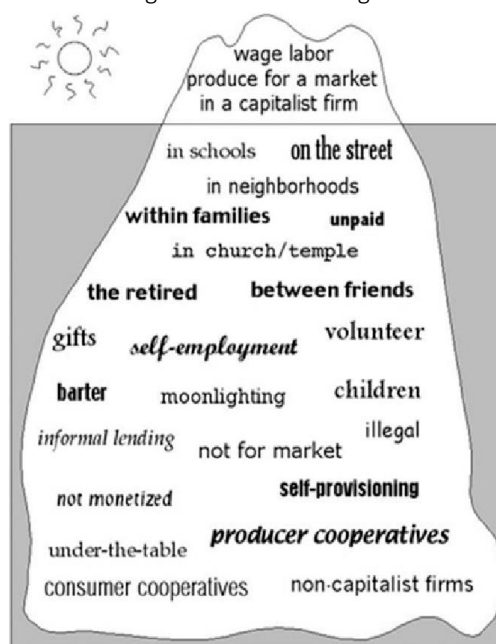 wage labor
produce for a market
in a capitalist firm
in schools on the street
in neighborhoods
within families unpaid
in church/temple
the retired between friends
gifts self-employment volunteer
barter moonlighting children
informal lending not for market illegal
not monetized self-provisioning
under-the-table producer cooperatives
consumer cooperatives non-capitalist firms